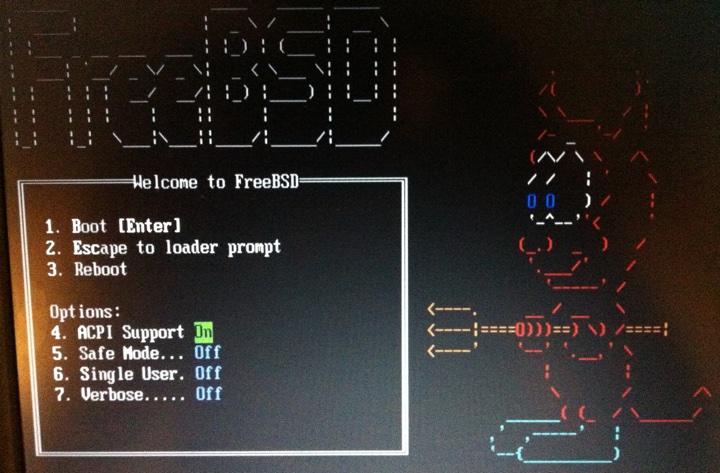 FreeBSD
Welcome to FreeBSD
1. Boot [Enter]
2. Escape to loader prompt
3. Reboot
Options:
4. ACPI Support On
5. Safe Mode... Off
6. Single User. Off
7. Verbose..... Off